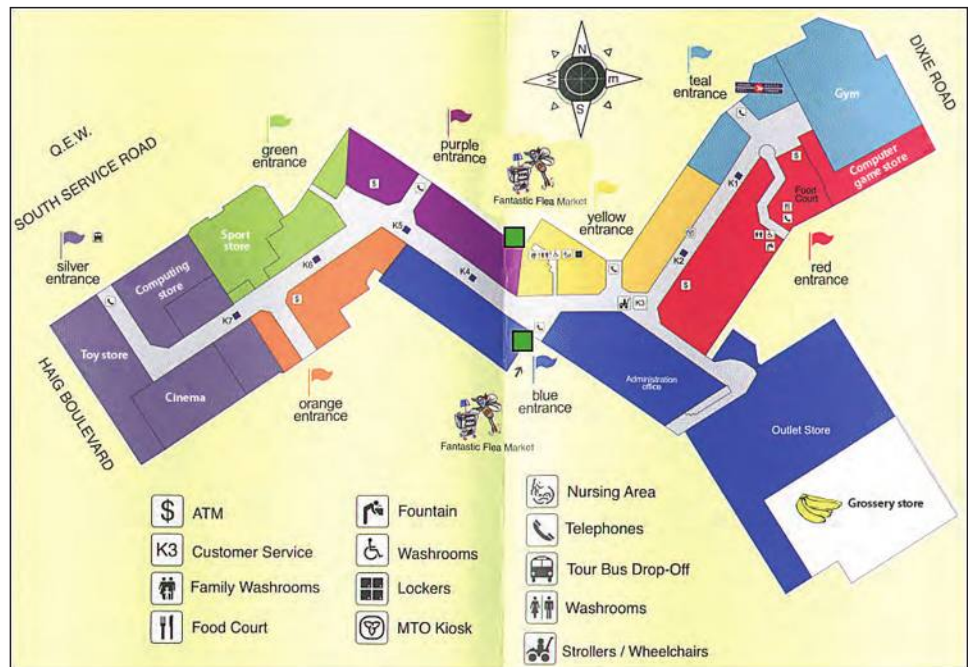 N
W
E
S
DIXIE ROAD
teal
entrance
Gym
Q.E.W.
SOUTH SERVICE ROAD
green
entrance
purple
entrance
Fantastic Flea Market
yellow
entrance
K1
$
Food
Court
Computer
game store
$
K5
K2
red
entrance
silver
entrance
Sport
store
Computing
store
K6
K4
$
K3
$
K7
Toy store
Cinema
HAIG BOULEVARD
orange
entrance
blue
entrance
Administration
office
Outlet Store
Fantastic Flea Market
Grossery store
$ ATM
K3 Customer Service
Family Washrooms
Food Court
Fountain
Washrooms
Lockers
MTO Kiosk
Nursing Area
Telephones
Tour Bus Drop-Off
Washrooms
Strollers / Wheelchairs